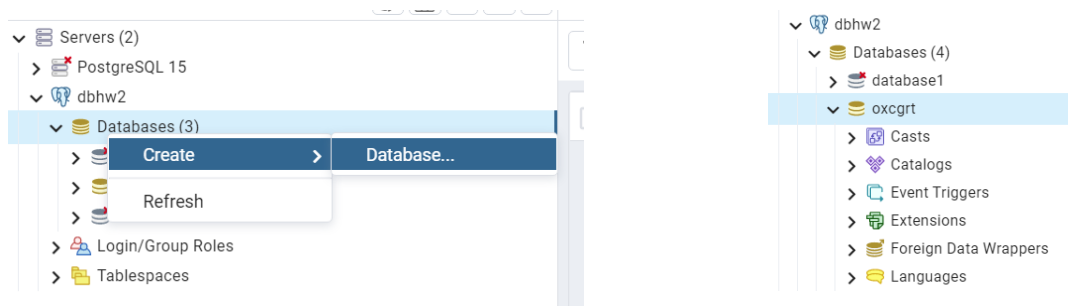 Servers (2)
PostgreSQL 15
dbhw2
Databases (3)
Create
Database...
Refresh
Login/Group Roles
Tablespaces
dbhw2
Databases (4)
database1
oxcgrt
Casts
Catalogs
Event Triggers
Extensions
Foreign Data Wrappers
Languages